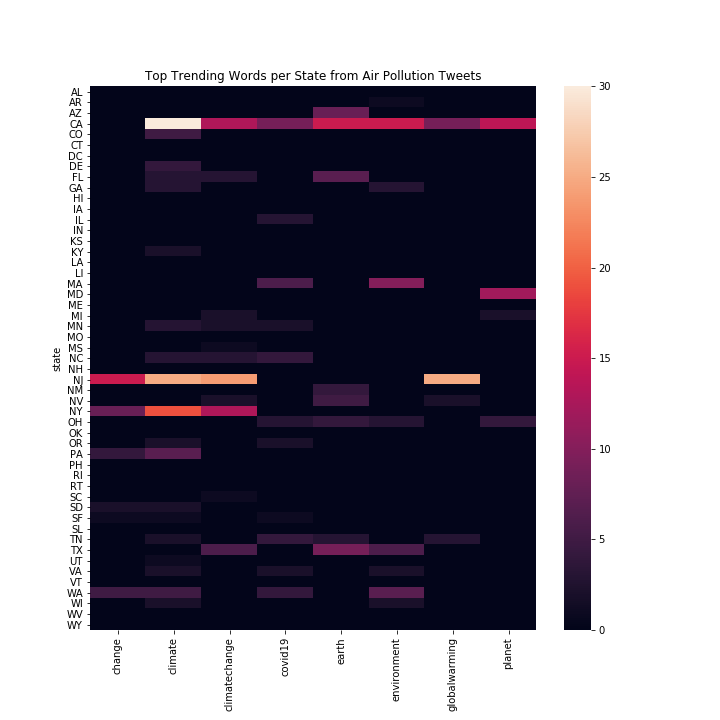 Top Trending Words per State from Air Pollution Tweets
state
AL
AR
AZ
CA
CO
CT
DC
DE
FL
GA
HI
IA
IL
IN
KS
KY
LA
LI
MA
MD
ME
MI
MN
MO
MS
NC
NH
NJ
NM
NV
NY
OH
OK
OR
PA
PH
RI
RT
SC
SD
SF
SL
TN
TX
UT
VA
VT
WA
WI
WV
WY
change
climate
climatechange
covid19
earth
environment
globalwarming
planet
30
25
20
15
10
5
0